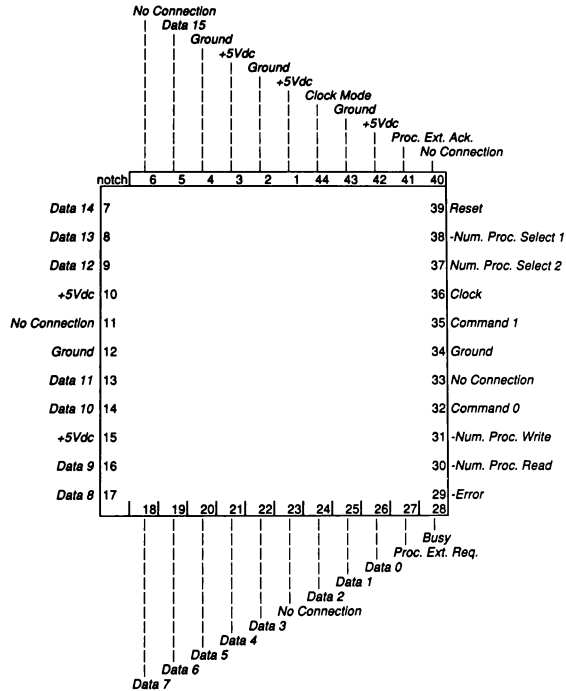 No Connection
Data 15
Ground
+5Vdc
Ground
+5Vdc
Clock Mode
Ground
+5Vdc
Proc. Ext. Ack.
No Connection
notch 6 5 4 3 2 1 44 43 42 41 40
Data 14 7 39 Reset
Data 13 8 38 -Num. Proc. Select 1
Data 12 9 37 Num. Proc. Select 2
+5Vdc 10 36 Clock
No Connection 11 35 Command 1
Ground 12 34 Ground
Data 11 13 33 No Connection
Data 10 14 32 Command 0
+5Vdc 15 31 -Num. Proc. Write
Data 9 16 30 -Num. Proc. Read
Data 8 17 29 -Error
18 19 20 21 22 23 24 25 26 27 28
Busy
Proc. Ext. Req.
Data 0
Data 1
Data 2
No Connection
Data 3
Data 4
Data 5
Data 6
Data 7